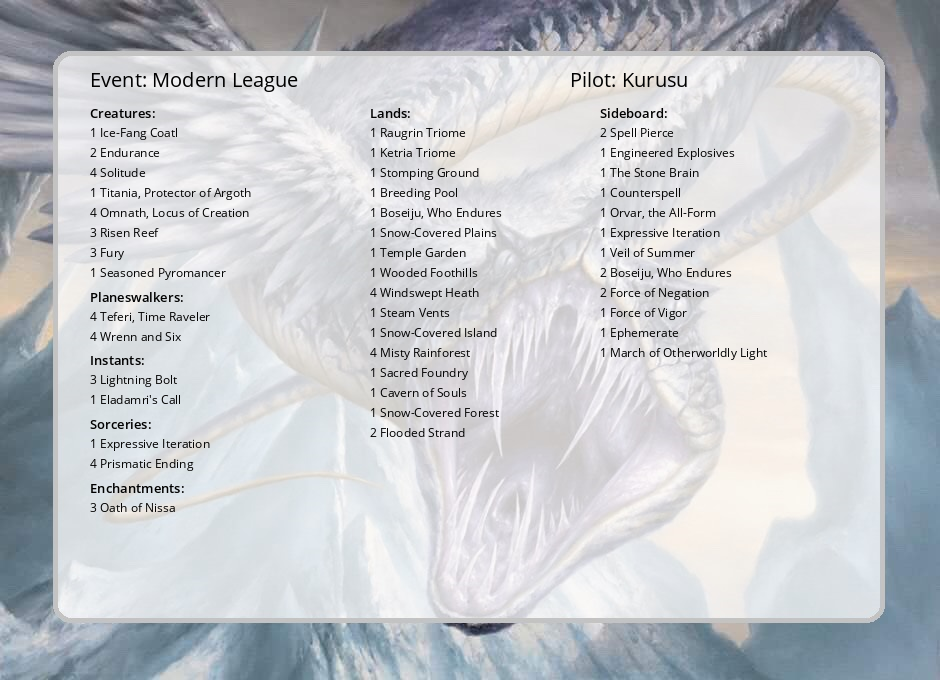 Event: Modern League
Pilot: Kurusu
Creatures:
1 Ice-Fang Coatl
2 Endurance
4 Solitude
1 Titania, Protector of Argoth
4 Omnath, Locus of Creation
3 Risen Reef
3 Fury
1 Seasoned Pyromancer
Planeswalkers:
4 Teferi, Time Raveler
4 Wrenn and Six
Instants:
3 Lightning Bolt
1 Eladamri's Call
Sorceries:
1 Expressive Iteration
4 Prismatic Ending
Enchantments:
3 Oath of Nissa
Lands:
1 Raugrin Triome
1 Ketria Triome
1 Stomping Ground
1 Breeding Pool
1 Boseiju, Who Endures
1 Snow-Covered Plains
1 Temple Garden
1 Wooded Foothills
4 Windswept Heath
1 Steam Vents
1 Snow-Covered Island
4 Misty Rainforest
1 Sacred Foundry
1 Cavern of Souls
1 Snow-Covered Forest
2 Flooded Strand
Sideboard:
2 Spell Pierce
1 Engineered Explosives
1 The Stone Brain
1 Counterspell
1 Orvar, the All-Form
1 Expressive Iteration
1 Veil of Summer
2 Boseiju, Who Endures
2 Force of Negation
1 Force of Vigor
1 Ephemerate
1 March of Otherworldly Light